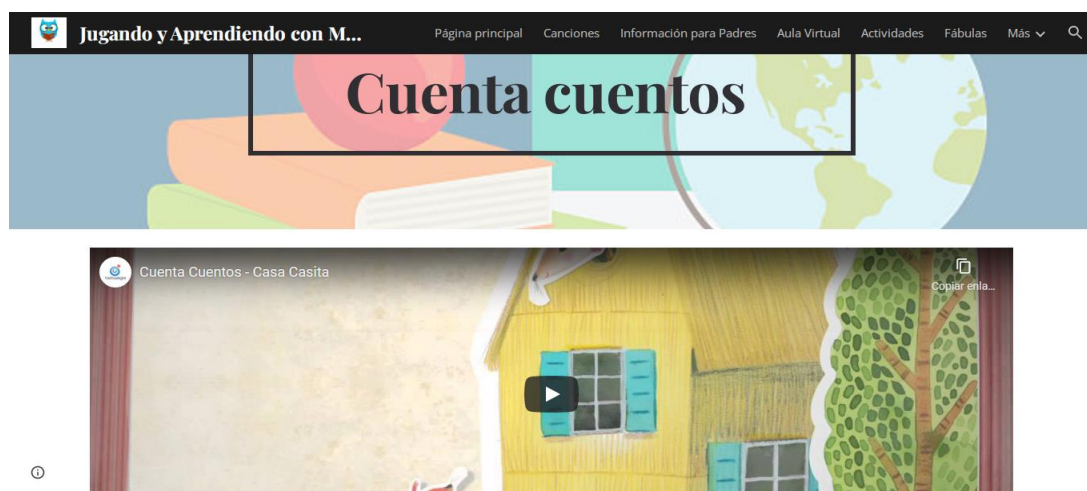 Jugando y Aprendiendo con M...
Página principal Canciones Información para Padres Aula Virtual Actividades Fábulas Más
Cuenta cuentos
Cuenta Cuentos - Casa Casita
Copiar enla...